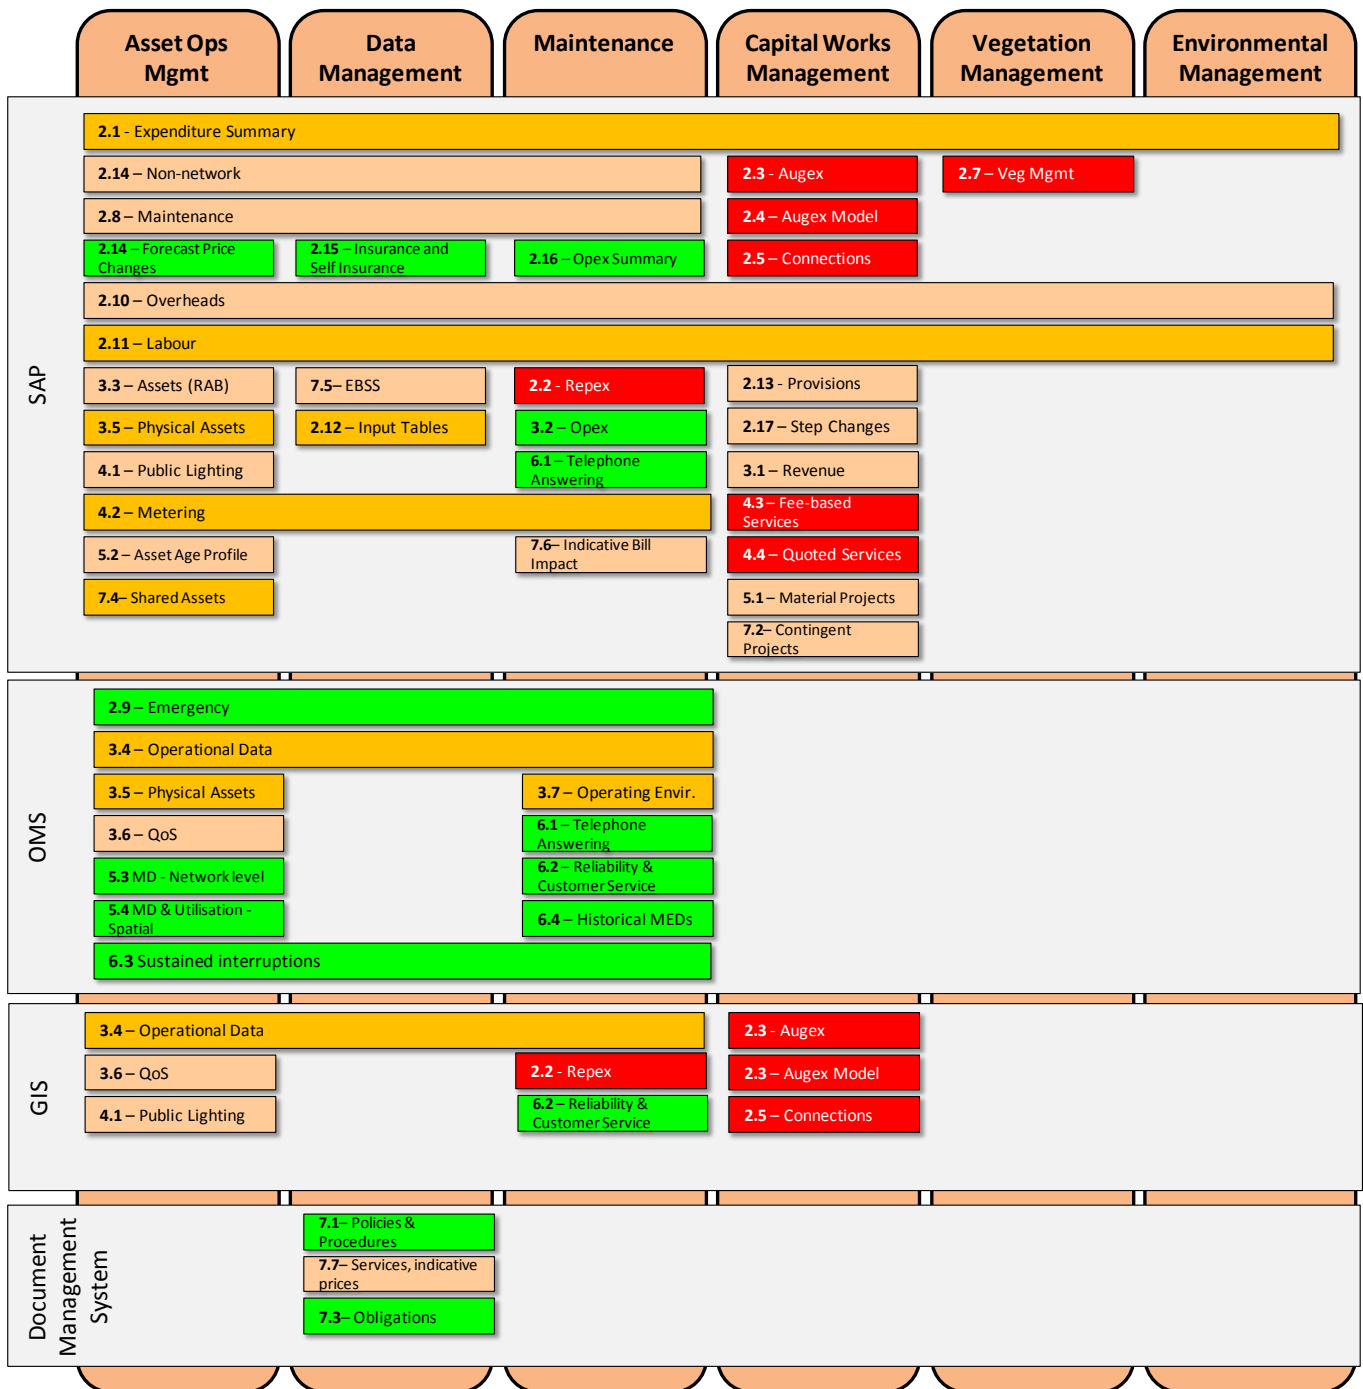 Asset Ops
Mgmt
Data
Management
Maintenance
Capital Works
Management
Vegetation
Management
Environmental
Management
SAP
2.1 - Expenditure Summary
2.14 – Non-network
2.3 - Augex
2.7 – Veg Mgmt
2.8 – Maintenance
2.4 – Augex Model
2.14 – Forecast Price
Changes
2.15 – Insurance and
Self Insurance
2.16 – Opex Summary
2.5 – Connections
2.10 – Overheads
2.11 – Labour
3.3 – Assets (RAB)
7.5– EBSS
2.2 - Repex
2.13 - Provisions
3.5 – Physical Assets
2.12 – Input Tables
3.2 – Opex
2.17 – Step Changes
4.1 – Public Lighting
6.1 – Telephone
Answering
3.1 – Revenue
4.2 – Metering
4.3 – Fee-based
Services
5.2 – Asset Age Profile
7.6– Indicative Bill
Impact
4.4 – Quoted Services
7.4– Shared Assets
5.1 – Material Projects
7.2– Contingent
Projects
OMS
2.9 – Emergency
3.4 – Operational Data
3.5 – Physical Assets
3.7 – Operating Envir.
3.6 – QoS
6.1 – Telephone
Answering
5.3 MD - Network level
6.2 – Reliability &
Customer Service
5.4 MD & Utilisation -
Spatial
6.4 – Historical MEDs
6.3 Sustained interruptions
GIS
3.4 – Operational Data
2.3 - Augex
3.6 – QoS
2.2 - Repex
2.3 – Augex Model
4.1 – Public Lighting
6.2 – Reliability &
Customer Service
2.5 – Connections
Document
Management
System
7.1– Policies &
Procedures
7.7– Services, indicative
prices
7.3– Obligations